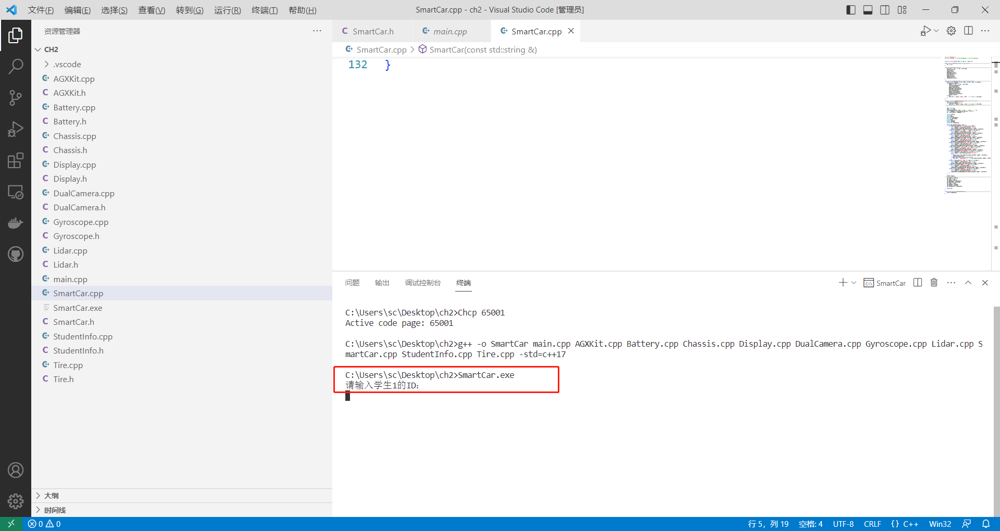 文件(F) 编辑(E) 选择(S) 查看(V) 转到(G) 运行(R) 终端(T) 帮助(H) SmartCar.cpp - ch2 - Visual Studio Code [管理员]
资源管理器
CH2
.vscode
AGXKit.cpp
AGXKit.h
Battery.cpp
Battery.h
Chassis.cpp
Chassis.h
Display.cpp
Display.h
DualCamera.cpp
DualCamera.h
Gyroscope.cpp
Gyroscope.h
Lidar.cpp
Lidar.h
main.cpp
SmartCar.cpp
SmartCar.exe
SmartCar.h
StudentInfo.cpp
StudentInfo.h
Tire.cpp
Tire.h
大纲
时间线
SmartCar.h main.cpp SmartCar.cpp
SmartCar.cpp SmartCar(const std::string &)
132 }
问题 输出 调试控制台 终端 SmartCar
C:\Users\sc\Desktop\ch2>Chcp 65001
Active code page: 65001
C:\Users\sc\Desktop\ch2>g++ -o SmartCar main.cpp AGXKit.cpp Battery.cpp Chassis.cpp Display.cpp DualCamera.cpp Gyroscope.cpp Lidar.cpp S
martCar.cpp StudentInfo.cpp Tire.cpp -std=c++17
C:\Users\sc\Desktop\ch2>SmartCar.exe
请输入学生1的ID:
0 0 行 5, 列 19 空格: 4 UTF-8 CRLF {} C++ Win32